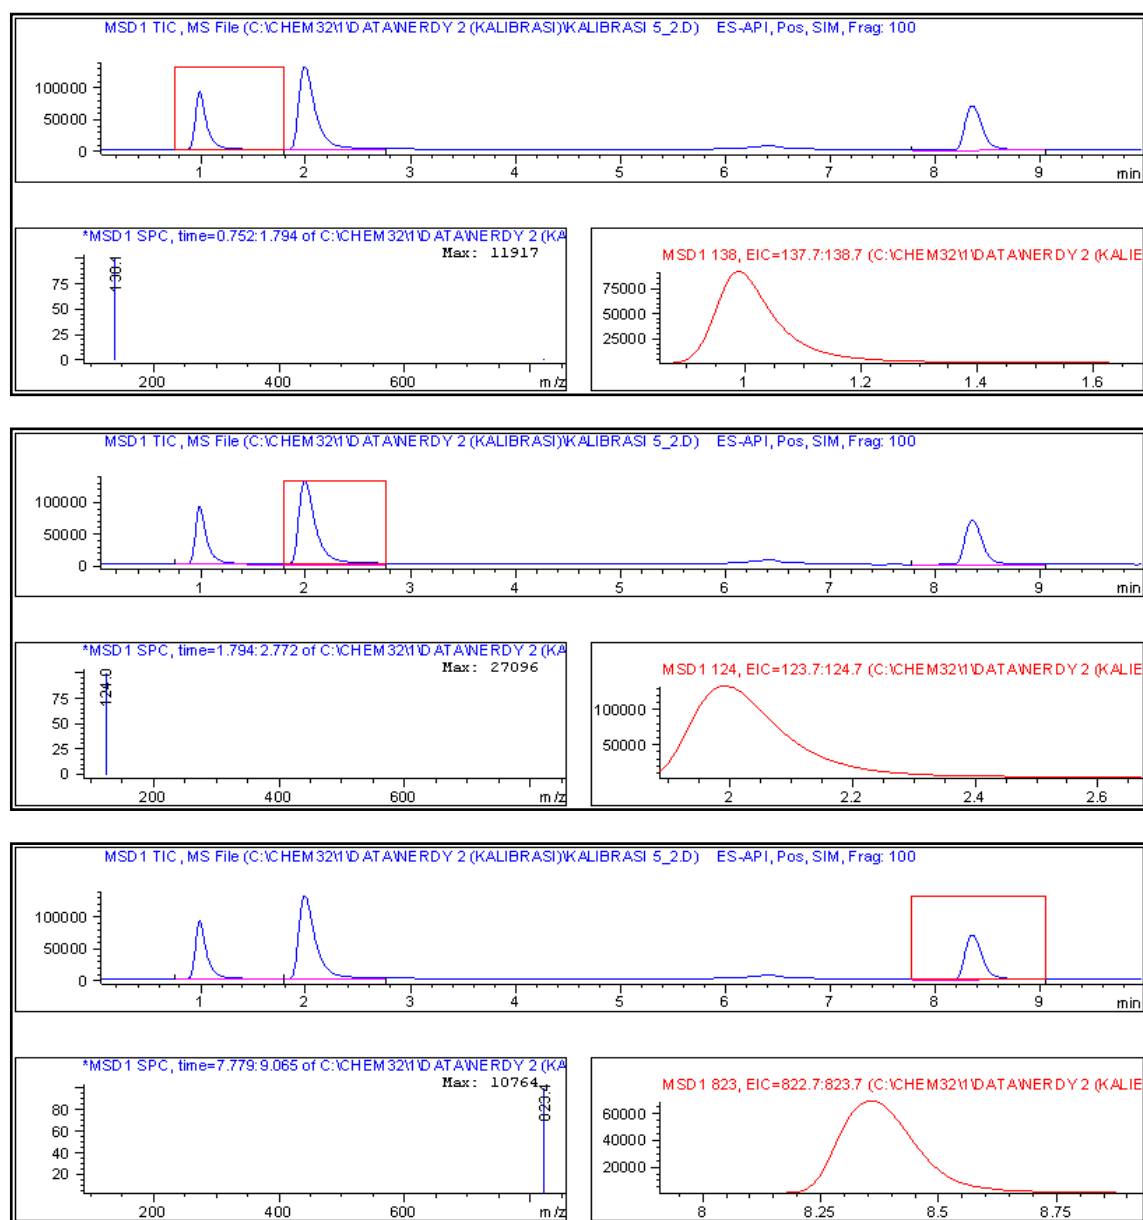 MSD1 TIC, MS File (C:\CHEM32\1\DATA\NERDY 2 (KALIBRASI)\KALIBRASI 5_2.D) ES-API, Pos, SIM, Frag: 100
100000
50000
0
1 2 3 4 5 6 7 8 9 min
*MSD1 SPC, time=0.752:1.794 of C:\CHEM32\1\DATA\NERDY 2 (KA
Max: 11917
75
50
25
0
200 400 600 m/z
MSD1 138, EIC=137.7:138.7 (C:\CHEM32\1\DATA\NERDY 2 (KALIE
75000
50000
25000
1 1.2 1.4 1.6
MSD1 TIC, MS File (C:\CHEM32\1\DATA\NERDY 2 (KALIBRASI)\KALIBRASI 5_2.D) ES-API, Pos, SIM, Frag: 100
100000
50000
0
1 2 3 4 5 6 7 8 9 min
*MSD1 SPC, time=1.794:2.772 of C:\CHEM32\1\DATA\NERDY 2 (KA
Max: 27096
124.0
75
50
25
0
200 400 600 m/z
MSD1 124, EIC=123.7:124.7 (C:\CHEM32\1\DATA\NERDY 2 (KALIE
100000
50000
2 2.2 2.4 2.6
MSD1 TIC, MS File (C:\CHEM32\1\DATA\NERDY 2 (KALIBRASI)\KALIBRASI 5_2.D) ES-API, Pos, SIM, Frag: 100
100000
50000
0
1 2 3 4 5 6 7 8 9 min
*MSD1 SPC, time=7.779:9.065 of C:\CHEM32\1\DATA\NERDY 2 (KA
Max: 10764
823.4
80
60
40
20
200 400 600 m/z
MSD1 823, EIC=822.7:823.7 (C:\CHEM32\1\DATA\NERDY 2 (KALIE
60000
40000
20000
8 8.25 8.5 8.75